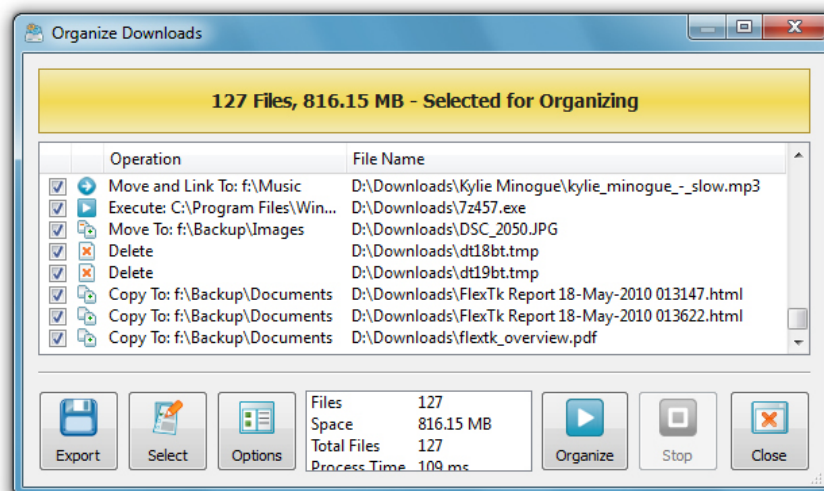 Organize Downloads
127 Files, 816.15 MB - Selected for Organizing
Operation File Name
Move and Link To: f:\Music D:\Downloads\Kylie Minogue\kylie_minogue_-_slow.mp3
Execute: C:\Program Files\Win... D:\Downloads\7z457.exe
Move To: f:\Backup\Images D:\Downloads\DSC_2050.JPG
Delete D:\Downloads\dt18bt.tmp
Delete D:\Downloads\dt19bt.tmp
Copy To: f:\Backup\Documents D:\Downloads\FlexTk Report 18-May-2010 013147.html
Copy To: f:\Backup\Documents D:\Downloads\FlexTk Report 18-May-2010 013622.html
Copy To: f:\Backup\Documents D:\Downloads\flextk_overview.pdf
Files 127
Space 816.15 MB
Total Files 127
Process Time 109 ms
Export Select Options Organize Stop Close